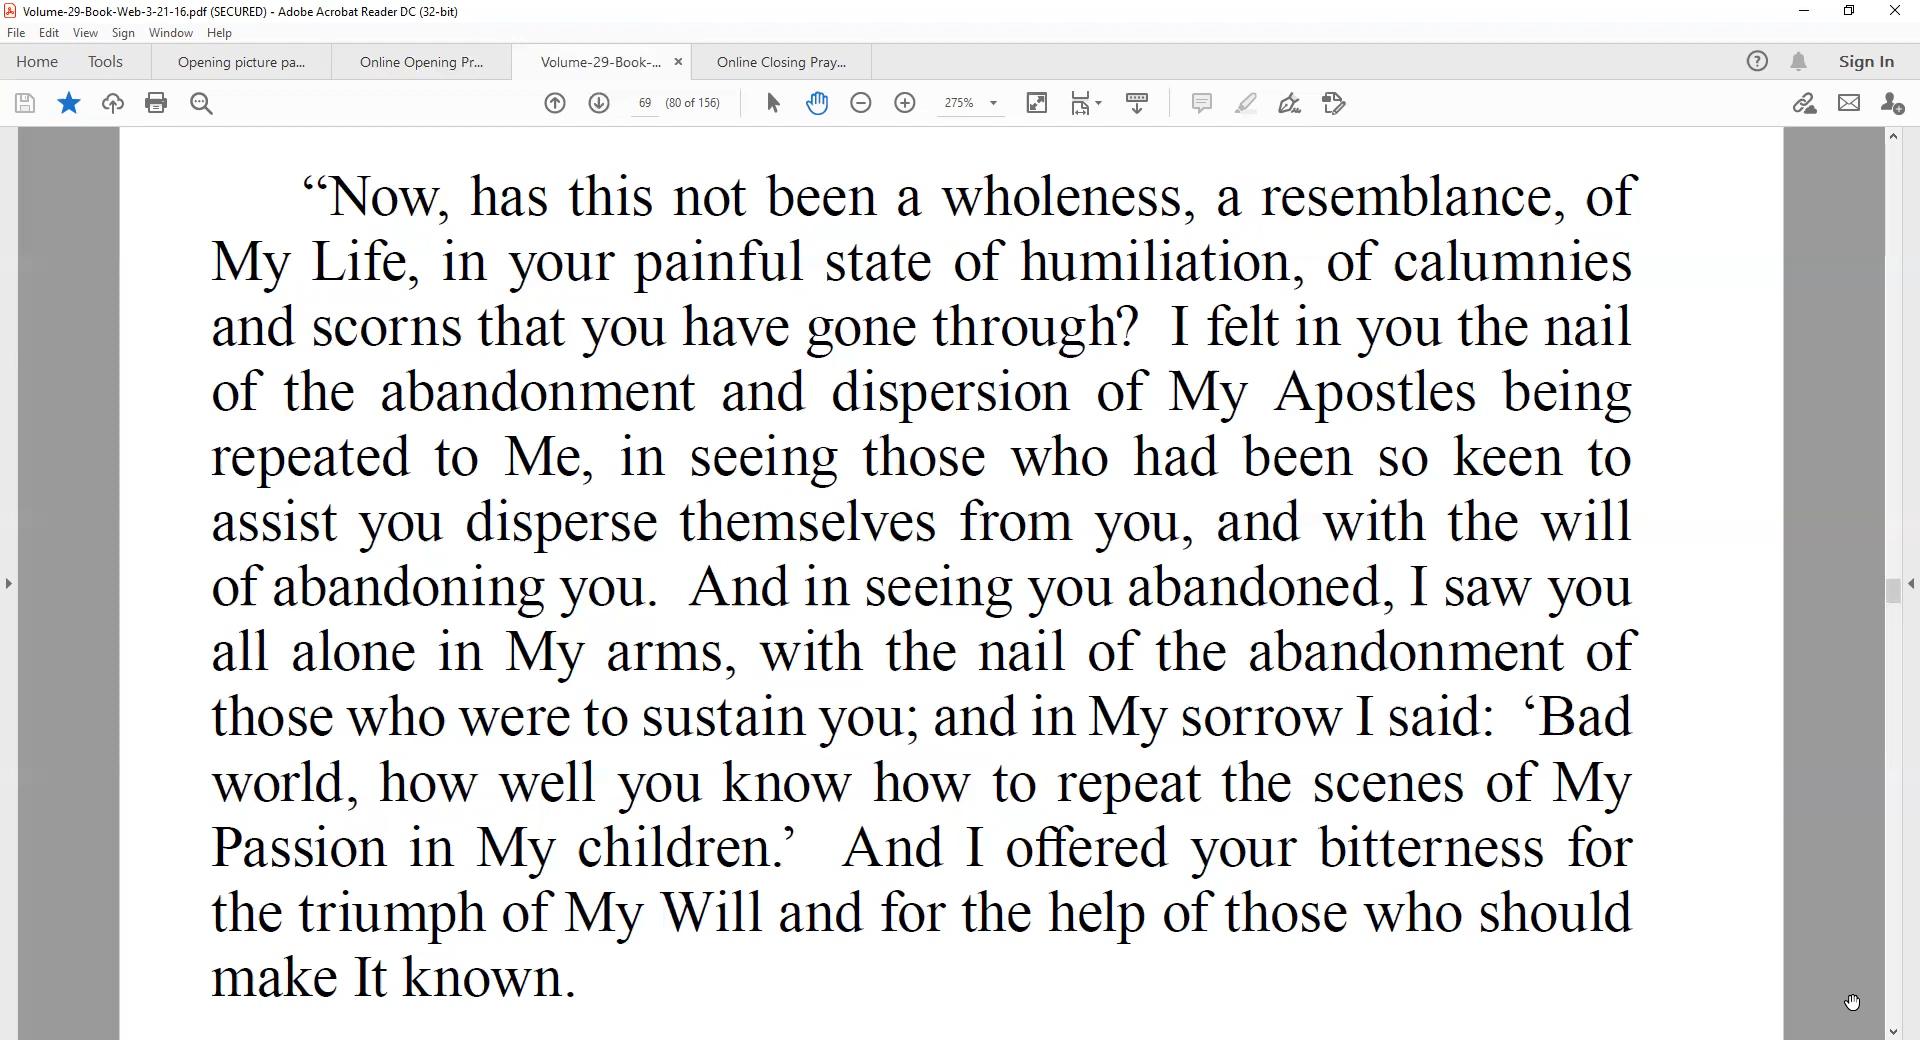 Volume-29-Book-Web-3-21-16.pdf (SECURED) - Adobe Acrobat Reader DC (32-bit)
File Edit View Sign Window Help
Home Tools Opening picture pa... Online Opening Pr... Volume-29-Book-... × Online Closing Pray... Sign In
69 (80 of 156) 275%
“Now, has this not been a wholeness, a resemblance, of
My Life, in your painful state of humiliation, of calumnies
and scorns that you have gone through? I felt in you the nail
of the abandonment and dispersion of My Apostles being
repeated to Me, in seeing those who had been so keen to
assist you disperse themselves from you, and with the will
of abandoning you. And in seeing you abandoned, I saw you
all alone in My arms, with the nail of the abandonment of
those who were to sustain you; and in My sorrow I said: ‘Bad
world, how well you know how to repeat the scenes of My
Passion in My children.’ And I offered your bitterness for
the triumph of My Will and for the help of those who should
make It known.